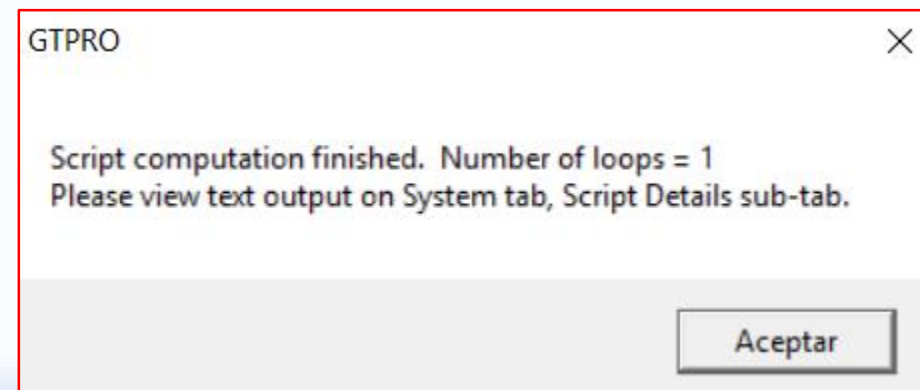 GTPRO
Script computation finished. Number of loops = 1
Please view text output on System tab, Script Details sub-tab.
Aceptar